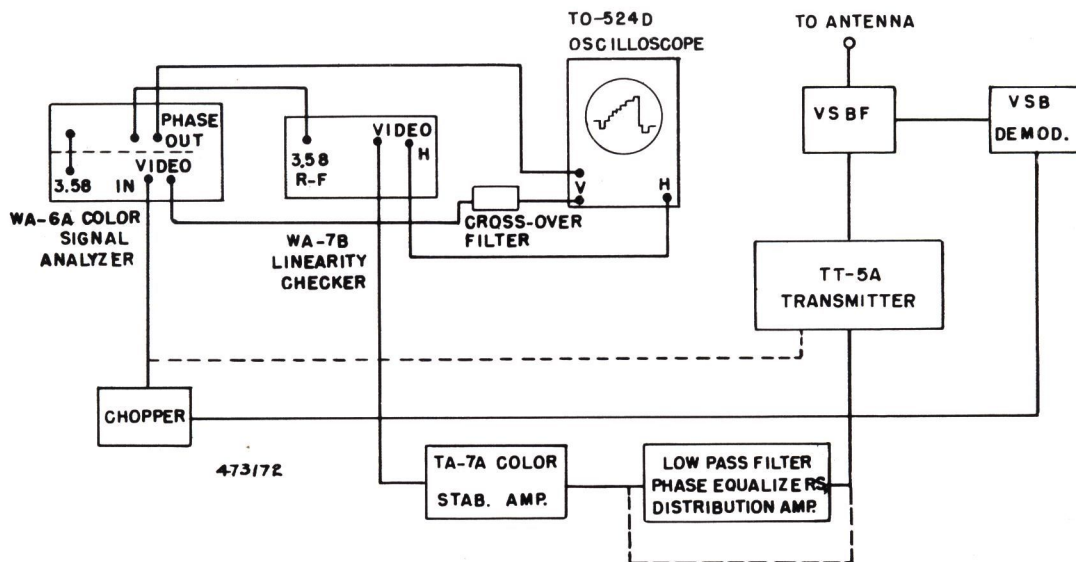 TO-524D
OSCILLOSCOPE
V
H
TO ANTENNA
VSBF
VSB
DEMOD.
PHASE
OUT
VIDEO
3.58
IN
WA-6A COLOR
SIGNAL
ANALYZER
VIDEO
H
3.58
R-F
WA-7B
LINEARITY
CHECKER
CROSS-OVER
FILTER
TT-5A
TRANSMITTER
CHOPPER
473172
TA-7A COLOR
STAB. AMP.
LOW PASS FILTER
PHASE EQUALIZERS
DISTRIBUTION AMP.